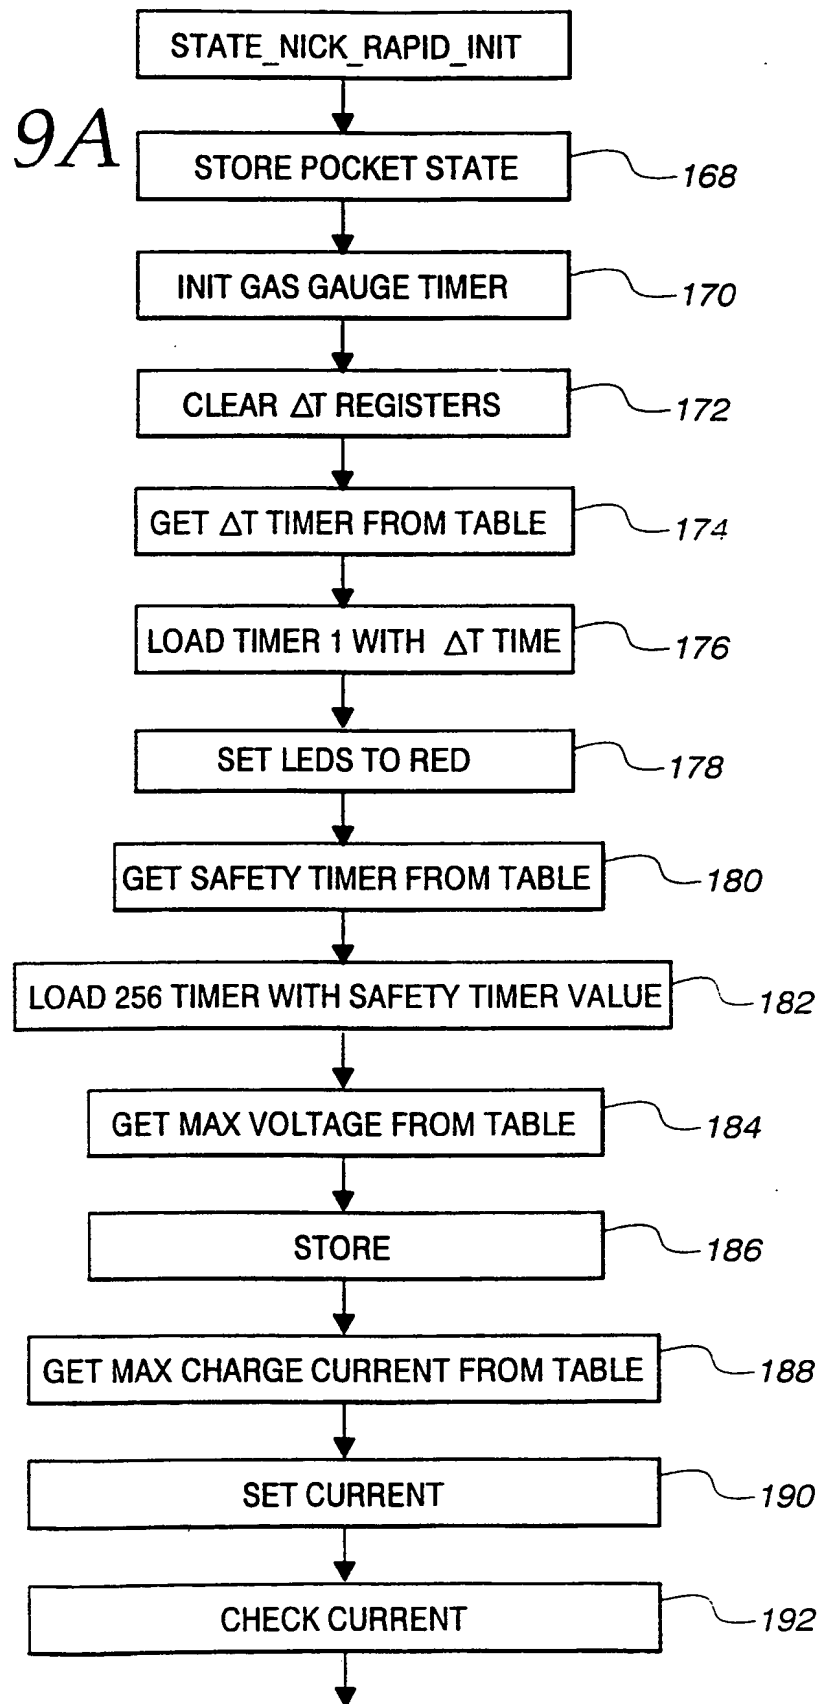 STATE_NICK_RAPID_INIT
9A
STORE POCKET STATE
168
INIT GAS GAUGE TIMER
170
CLEAR ΔT REGISTERS
172
GET ΔT TIMER FROM TABLE
174
LOAD TIMER 1 WITH ΔT TIME
176
SET LEDS TO RED
178
GET SAFETY TIMER FROM TABLE
180
LOAD 256 TIMER WITH SAFETY TIMER VALUE
182
GET MAX VOLTAGE FROM TABLE
184
STORE
186
GET MAX CHARGE CURRENT FROM TABLE
188
SET CURRENT
190
CHECK CURRENT
192